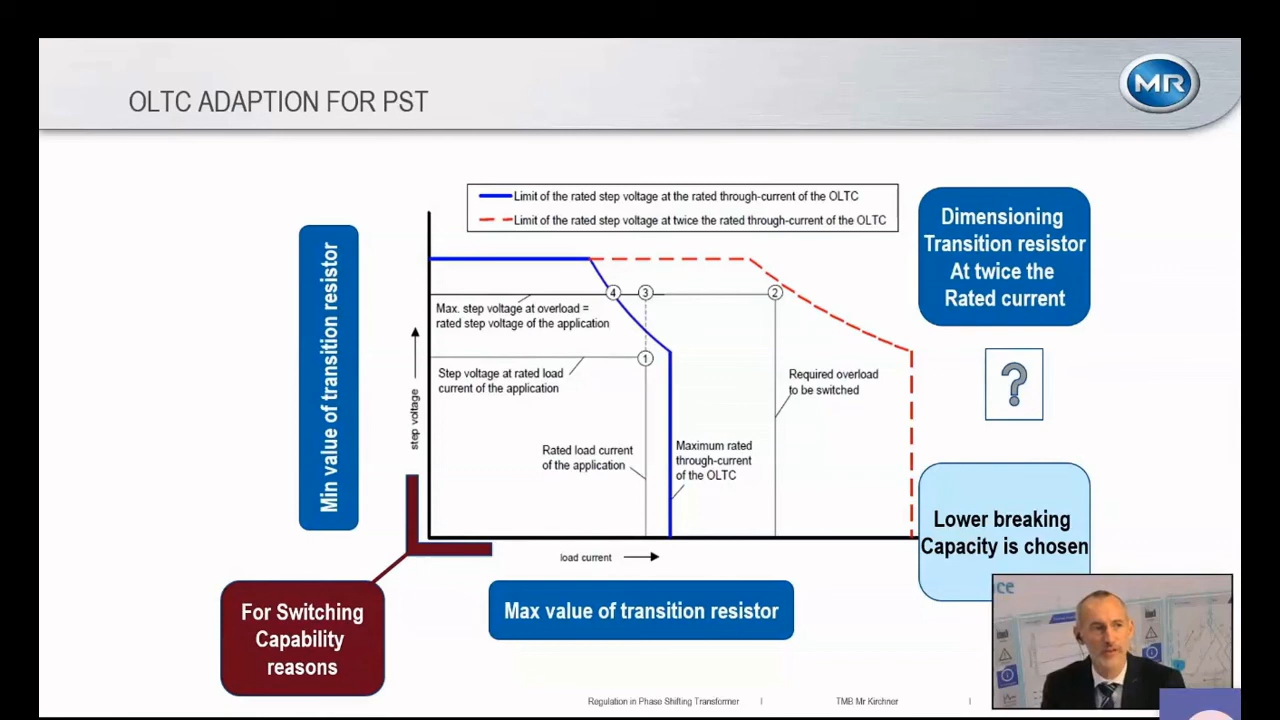 OLTC ADAPTION FOR PST
MR
Limit of the rated step voltage at the rated through-current of the OLTC
Limit of the rated step voltage at twice the rated through-current of the OLTC
Dimensioning
Transition resistor
At twice the
Rated current
Min value of transition resistor
4
3
2
Max. step voltage at overload =
rated step voltage of the application
1
Step voltage at rated load
current of the application
Required overload
to be switched
step voltage
?
Rated load current
of the application
Maximum rated
through-current
of the OLTC
Lower breaking
Capacity is chosen
load current
For Switching
Capability
reasons
Max value of transition resistor
ce
Regulation in Phase Shifting Transformer
TMB Mr Kirchner